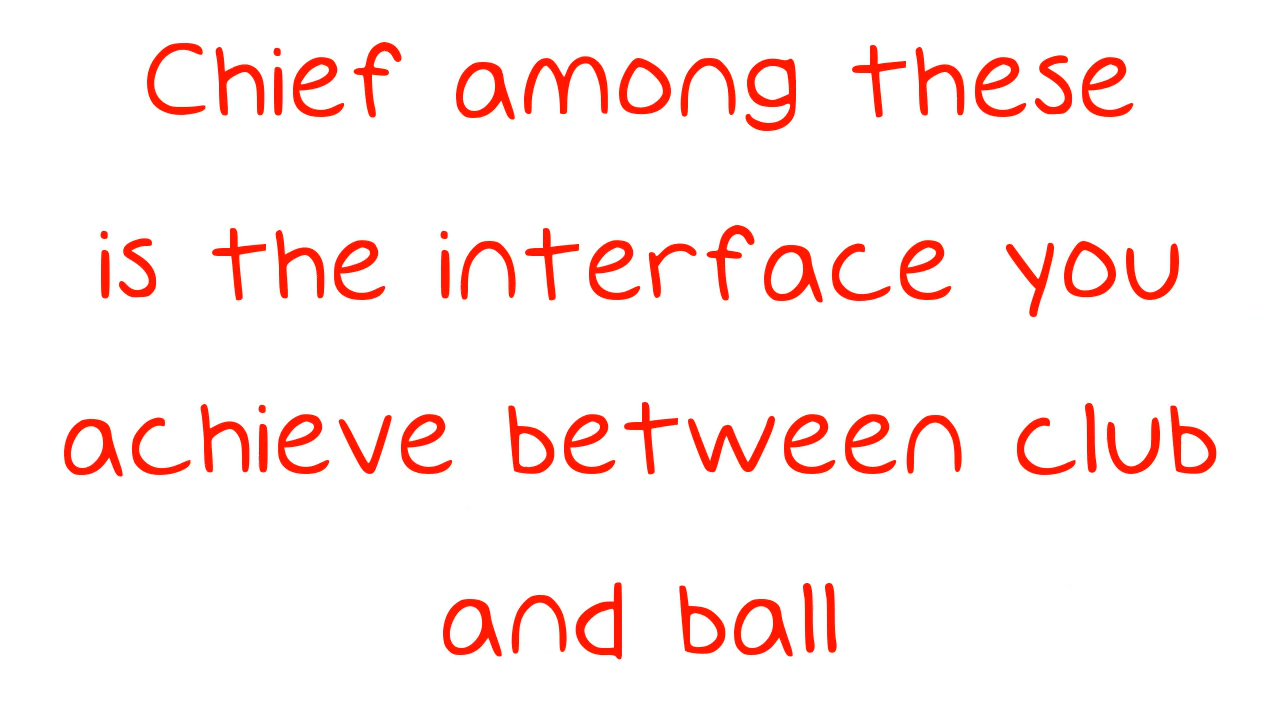 Chief among these
is the interface you
achieve between club
and ball